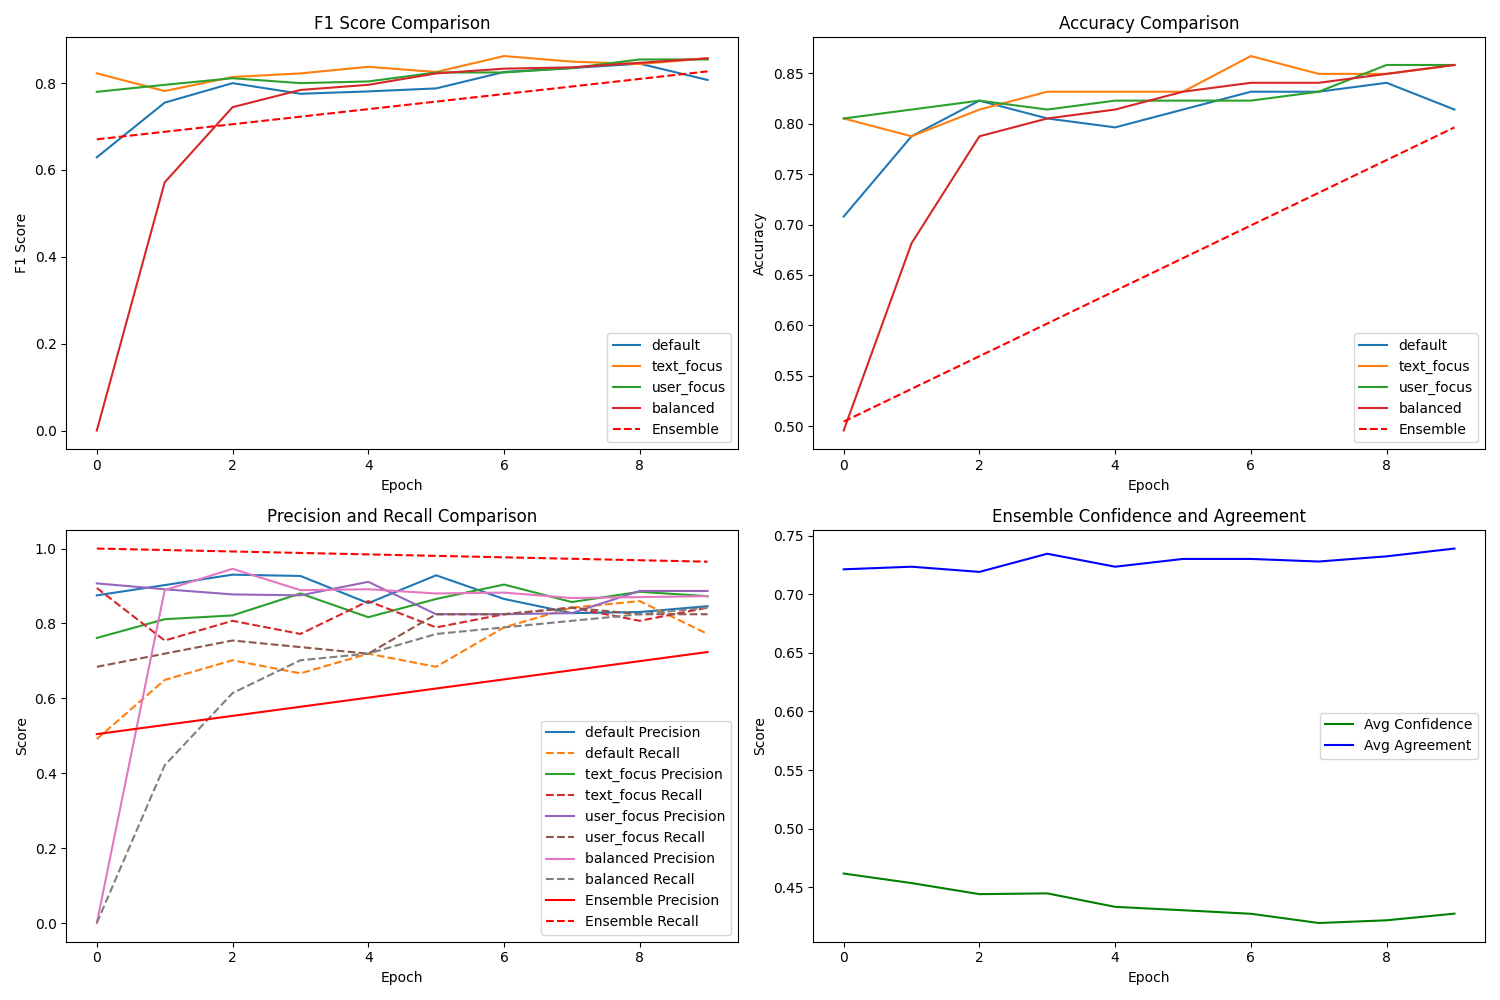 F1 Score Comparison
F1 Score
0.8
0.6
0.4
0.2
0.0
default
text_focus
user_focus
balanced
Ensemble
0 2 4 6 8
Epoch
Accuracy Comparison
Accuracy
0.85
0.80
0.75
0.70
0.65
0.60
0.55
0.50
default
text_focus
user_focus
balanced
Ensemble
0 2 4 6 8
Epoch
Precision and Recall Comparison
Score
1.0
0.8
0.6
0.4
0.2
0.0
default Precision
default Recall
text_focus Precision
text_focus Recall
user_focus Precision
user_focus Recall
balanced Precision
balanced Recall
Ensemble Precision
Ensemble Recall
0 2 4 6 8
Epoch
Ensemble Confidence and Agreement
Score
0.75
0.70
0.65
0.60
0.55
0.50
0.45
Avg Confidence
Avg Agreement
0 2 4 6 8
Epoch